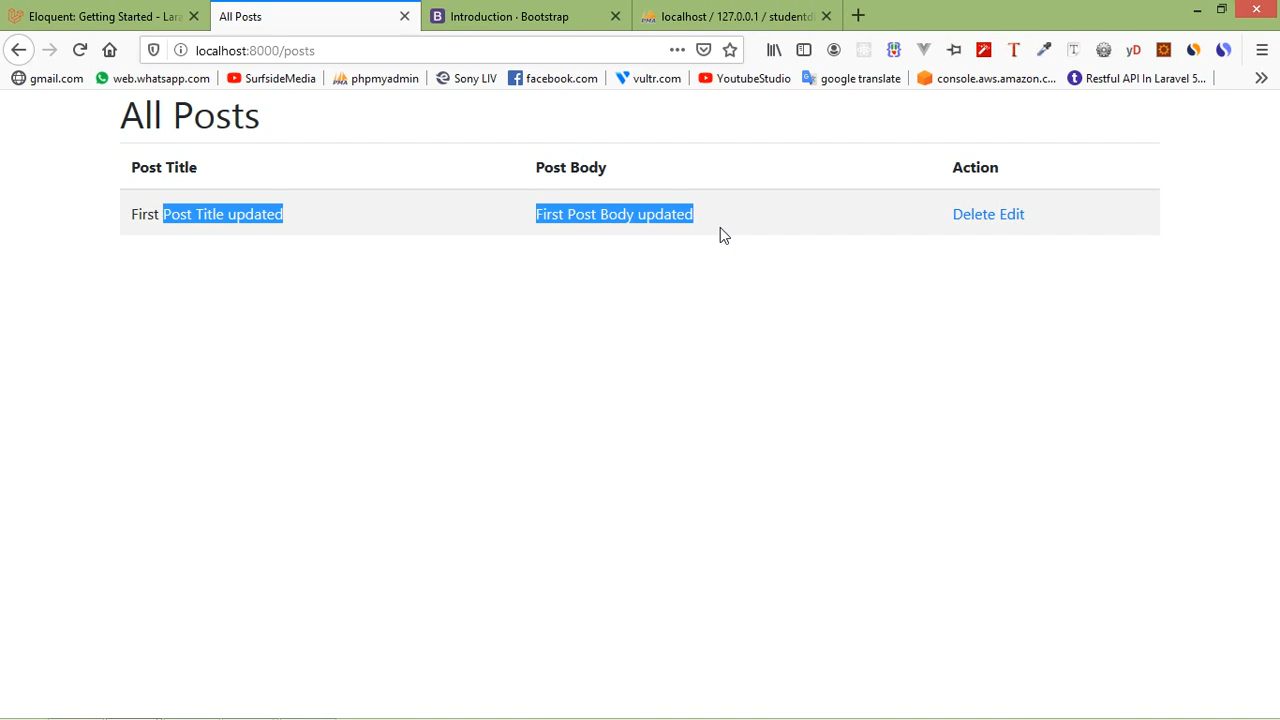 Eloquent: Getting Started - Lara
All Posts
Introduction · Bootstrap
localhost / 127.0.0.1 / studentdb
localhost:8000/posts
gmail.com web.whatsapp.com SurfsideMedia phpmyadmin Sony LIV facebook.com vultr.com YoutubeStudio google translate console.aws.amazon.c... Restful API In Laravel 5...
All Posts
Post Title Post Body Action
First Post Title updated First Post Body updated Delete Edit